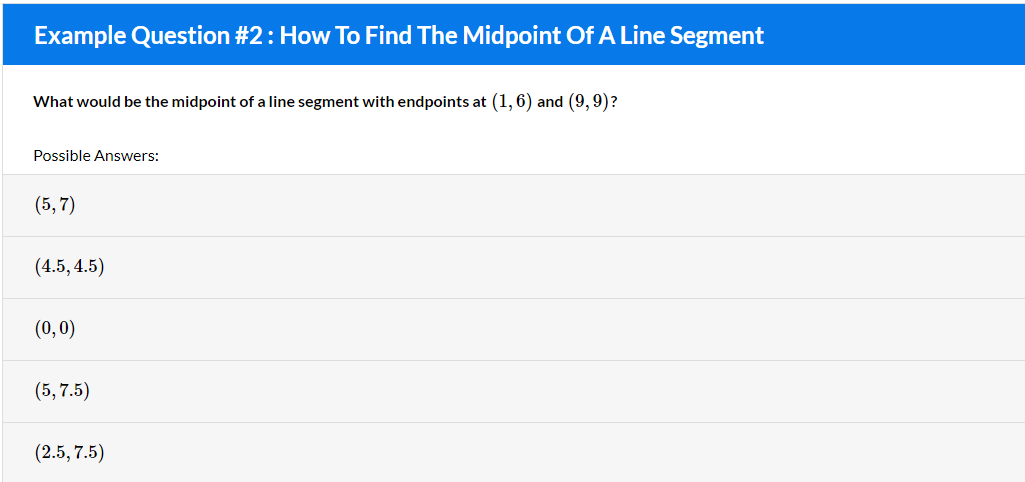 Example Question #2 : How To Find The Midpoint Of A Line Segment
What would be the midpoint of a line segment with endpoints at (1, 6) and (9, 9)?
Possible Answers:
(5, 7)
(4.5, 4.5)
(0, 0)
(5, 7.5)
(2.5, 7.5)